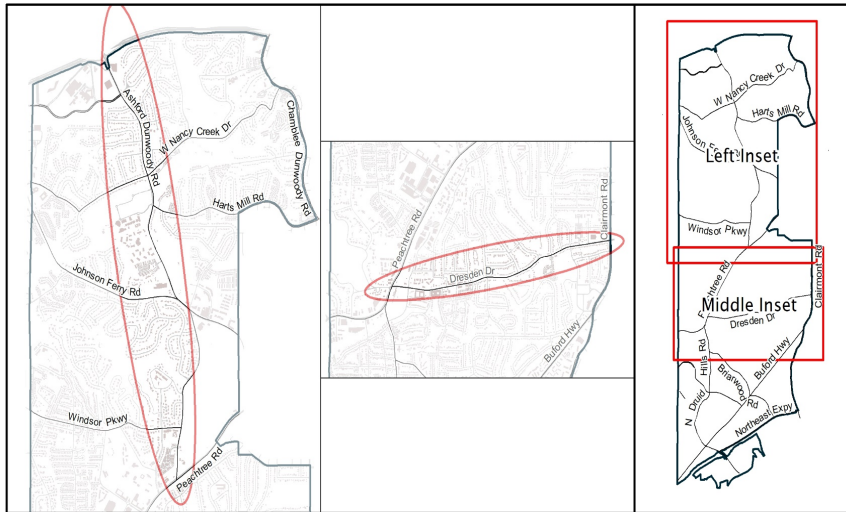 Ashford Dunwoody Rd
W Nancy Creek Dr
Chamblee Dunwoody Rd
Harts Mill Rd
Johnson Ferry Rd
Windsor Pkwy
Peachtree Rd
Peachtree Rd
Clairmont Rd
Dresden Dr
Buford Hwy
W Nancy Creek Dr
Harts Mill Rd
Johnson
Left Inset
Windsor Pkwy
Clairmont Rd
Middle Inset
Dresden Dr
Buford Hwy
N Druid Hills Rd
Briarwood Rd
Northeast Expy